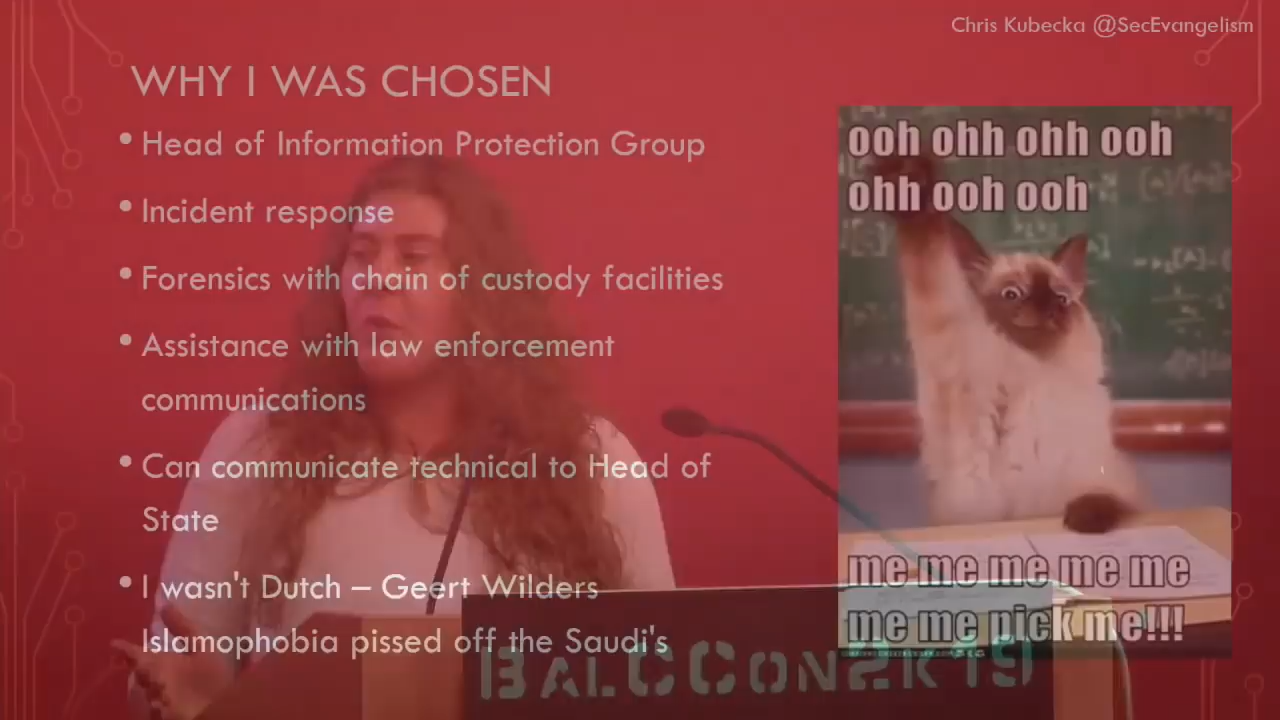 Chris Kubecka @SecEvangelism
WHY I WAS CHOSEN
• Head of Information Protection Group
• Incident response
• Forensics with chain of custody facilities
• Assistance with law enforcement
communications
• Can communicate technical to Head of
State
• I wasn't Dutch – Geert Wilders
Islamophobia pissed off the Saudi's
ooh ohh ohh ooh
ohh ooh ooh
me me me me me
me me pick me!!!
BALCCON2K19